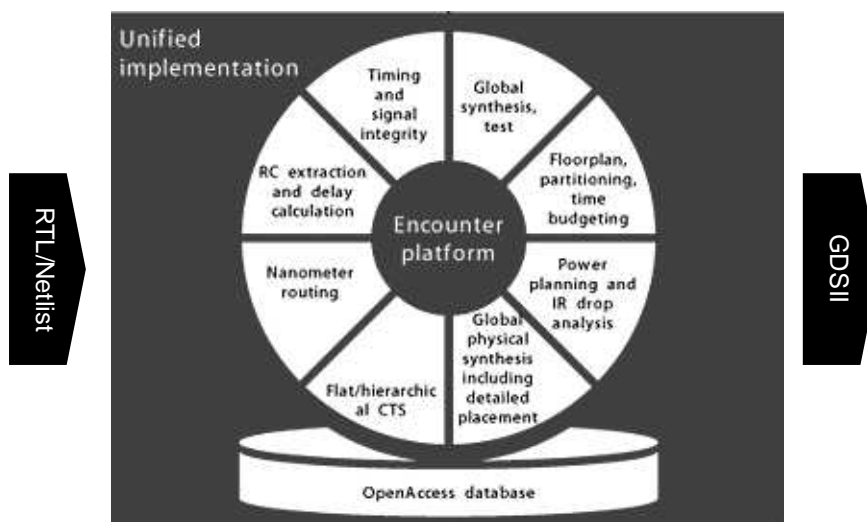 Unified
implementation
Timing
and
signal
integrity
Global
synthesis,
test
RC extraction
and delay
calculation
Floorplan,
partitioning,
time
budgeting
Encounter
platform
Nanometer
routing
Power
planning and
IR drop
analysis
Flat/hierarchic
al CTS
Global
physical
synthesis
including
detailed
placement
OpenAccess database
RTL/Netlist
GDSII